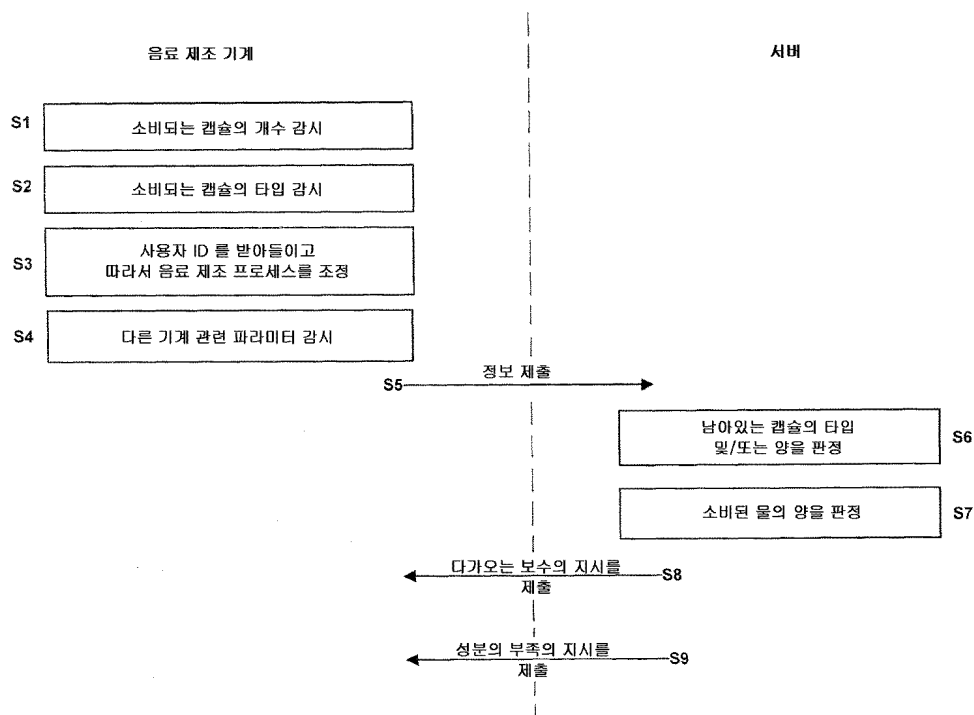 음료 제조 기계
서버
S1
소비되는 캡슐의 개수 감시
S2
소비되는 캡슐의 타입 감시
S3
사용자 ID 를 받아들이고
따라서 음료 제조 프로세스를 조정
S4
다른 기계 관련 파라미터 감시
정보 제출
S5
남아있는 캡슐의 타입
및/또는 양을 판정
S6
소비된 물의 양을 판정
S7
다가오는 보수의 지시를
제출
S8
성분의 부족의 지시를
제출
S9